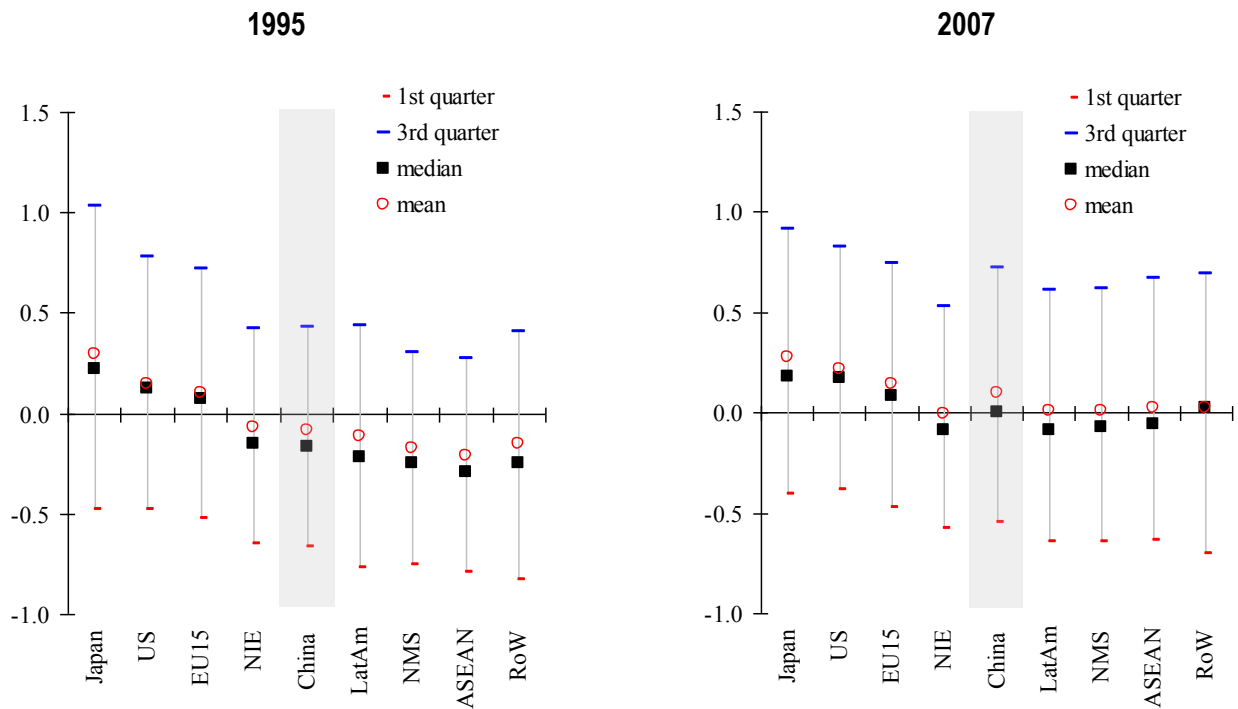 1995
1st quarter
3rd quarter
median
mean
1.5
1.0
0.5
0.0
-0.5
-1.0
Japan
US
EU15
NIE
China
LatAm
NMS
ASEAN
RoW
2007
1st quarter
3rd quarter
median
mean
1.5
1.0
0.5
0.0
-0.5
-1.0
Japan
US
EU15
NIE
China
LatAm
NMS
ASEAN
RoW